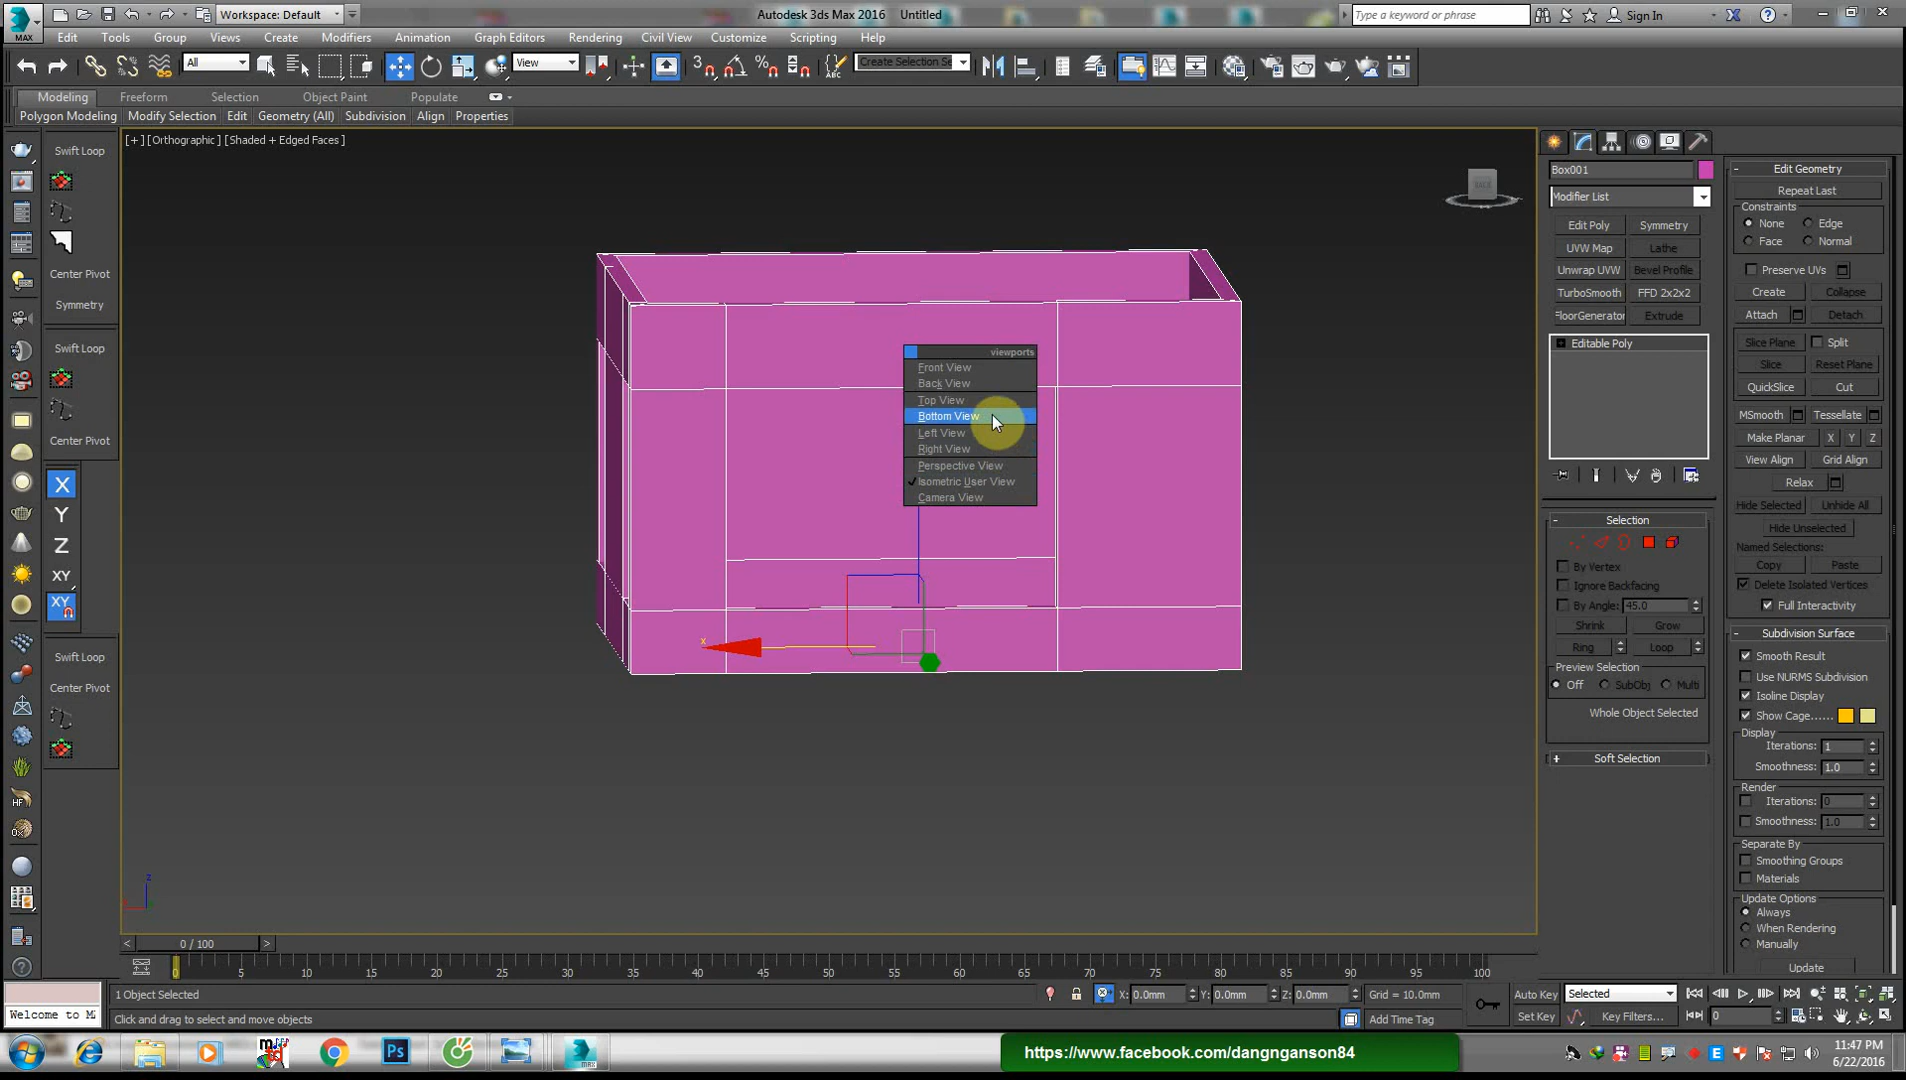 Workspace: Default
Autodesk 3ds Max 2016 Untitled
Type a keyword or phrase
Sign In
MAX
Edit Tools Group Views Create Modifiers Animation Graph Editors Rendering Civil View Customize Scripting Help
All
View
Create Selection Se
Modeling Freeform Selection Object Paint Populate
Polygon Modeling Modify Selection Edit Geometry (All) Subdivision Align Properties
[+] [Orthographic] [Shaded + Edged Faces]
Swift Loop
Center Pivot
Symmetry
Swift Loop
Center Pivot
X
Y
Z
XY
XY
Swift Loop
Center Pivot
viewports
Front View
Back View
Top View
Bottom View
Left View
Right View
Perspective View
Isometric User View
Camera View
x
z
Box001
Modifier List
Edit Poly Symmetry
UVW Map Lathe
Unwrap UVW Bevel Profile
TurboSmooth FFD 2x2x2
FloorGenerator Extrude
Editable Poly
Selection
By Vertex
Ignore Backfacing
By Angle: 45.0
Shrink Grow
Ring Loop
Preview Selection
Off SubObj Multi
Whole Object Selected
Soft Selection
Edit Geometry
Repeat Last
Constraints
None Edge
Face Normal
Preserve UVs
Create Collapse
Attach Detach
Slice Plane Split
Slice Reset Plane
QuickSlice Cut
MSmooth Tessellate
Make Planar X Y Z
View Align Grid Align
Relax
Hide Selected Unhide All
Hide Unselected
Named Selections:
Copy Paste
Delete Isolated Vertices
Full Interactivity
Subdivision Surface
Smooth Result
Use NURMS Subdivision
Isoline Display
Show Cage......
Display
Iterations: 1
Smoothness: 1.0
Render
Iterations: 0
Smoothness: 1.0
Separate By
Smoothing Groups
Materials
Update Options
Always
When Rendering
Manually
Update
0 / 100
0 5 10 15 20 25 30 35 40 45 50 55 60 65 70 75 80 85 90 95 100
1 Object Selected
X: 0.0mm Y: 0.0mm Z: 0.0mm Grid = 10.0mm
Auto Key Selected
Welcome to M
Click and drag to select and move objects
Add Time Tag
Set Key Key Filters... 0
https://www.facebook.com/dangnganson84
11:47 PM
6/22/2016